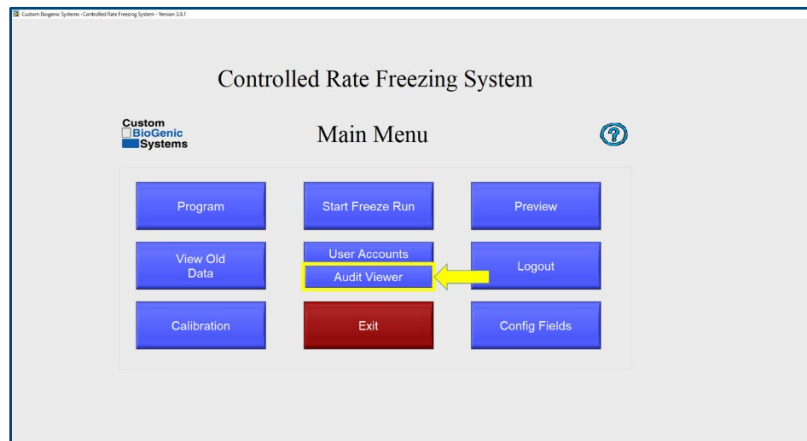 Custom Biogenic Systems -Controlled Rate Freezing System - Version 3.8.1
Controlled Rate Freezing System
Custom
BioGenic
Systems
Main Menu
?
Program
Start Freeze Run
Preview
View Old
Data
User Accounts
Audit Viewer
Logout
Calibration
Exit
Config Fields